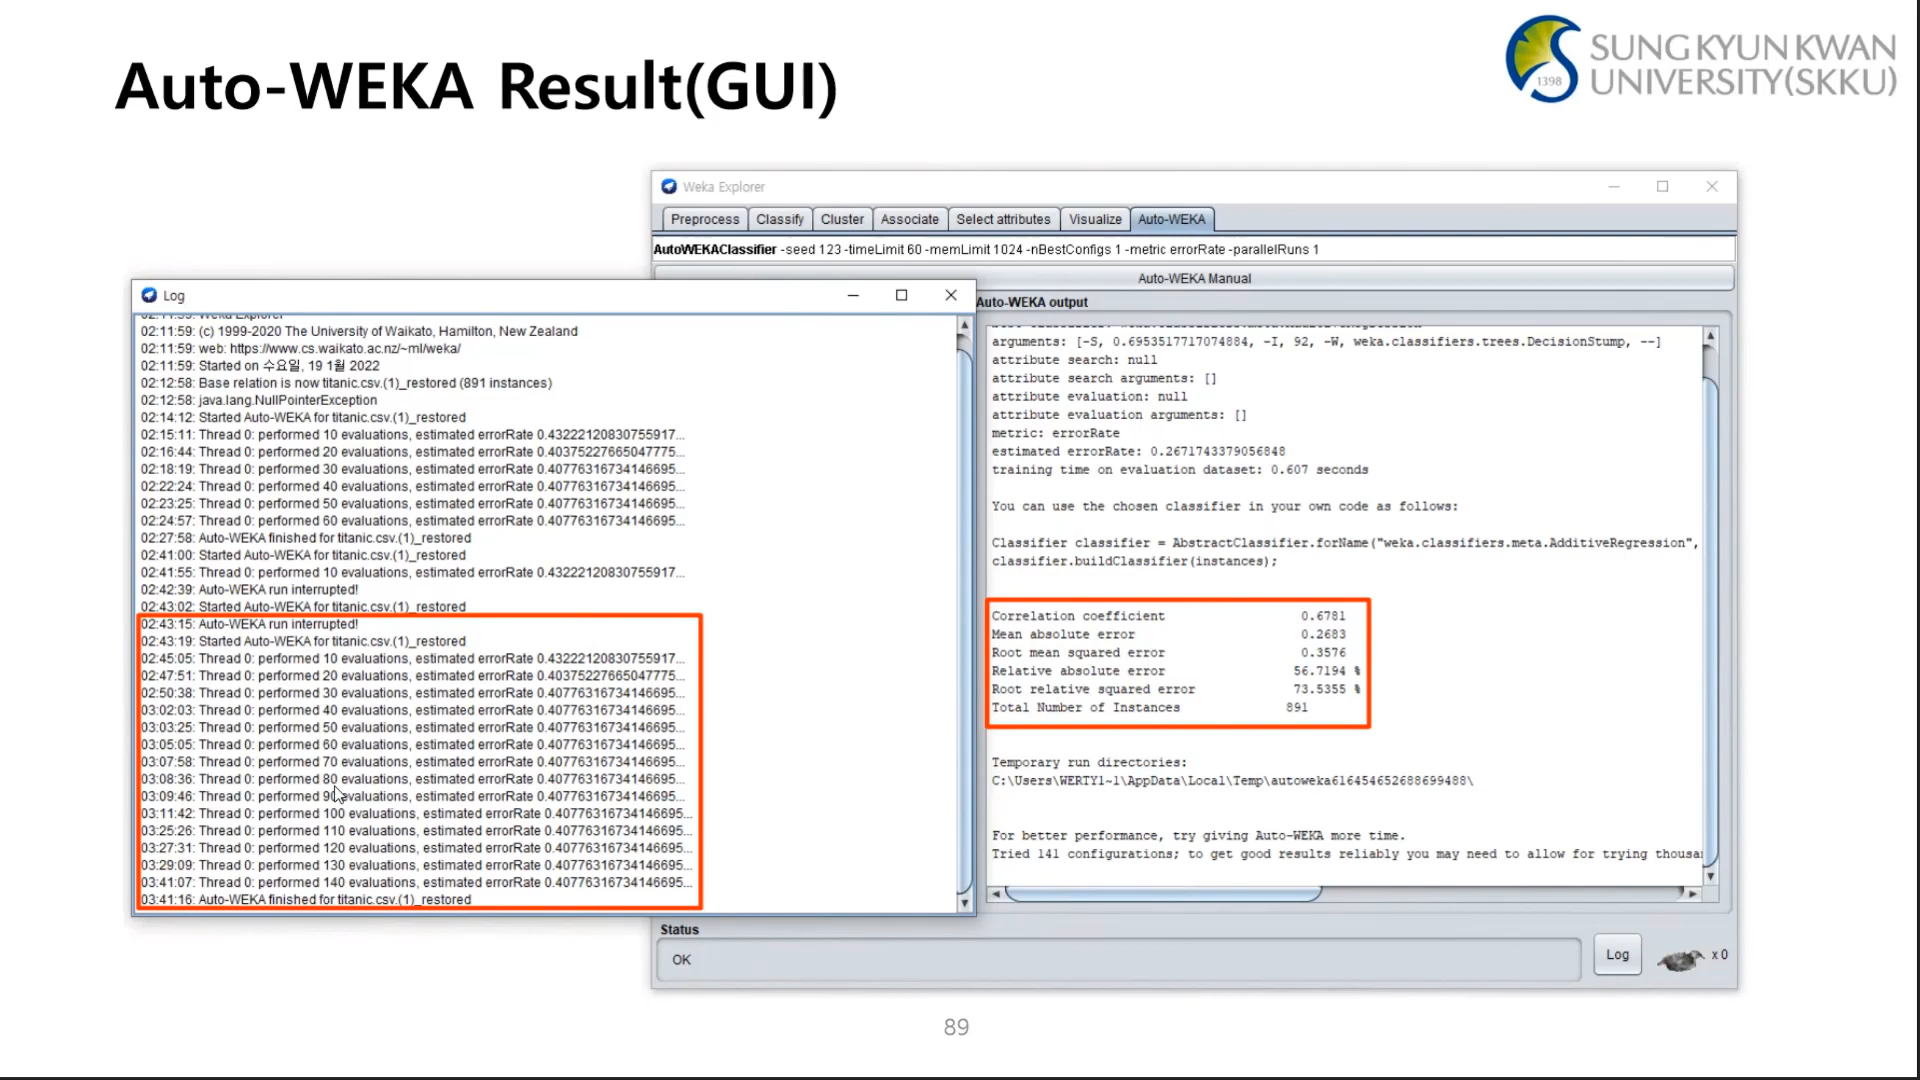 Auto-WEKA Result(GUI)
SUNGKYUNKWAN
UNIVERSITY(SKKU)
1398
Weka Explorer
Preprocess Classify Cluster Associate Select attributes Visualize Auto-WEKA
AutoWEKAClassifier -seed 123 -timeLimit 60 -memLimit 1024 -nBestConfigs 1 -metric errorRate -parallelRuns 1
Auto-WEKA Manual
Log
02:11:59: Weka Explorer
02:11:59: (c) 1999-2020 The University of Waikato, Hamilton, New Zealand
02:11:59: web: https://www.cs.waikato.ac.nz/~ml/weka/
02:11:59: Started on 수요일, 19 1월 2022
02:12:58: Base relation is now titanic.csv.(1)_restored (891 instances)
02:12:58: java.lang.NullPointerException
02:14:12: Started Auto-WEKA for titanic.csv.(1)_restored
02:15:11: Thread 0: performed 10 evaluations, estimated errorRate 0.43222120830755917...
02:16:44: Thread 0: performed 20 evaluations, estimated errorRate 0.40375227665047775...
02:18:19: Thread 0: performed 30 evaluations, estimated errorRate 0.40776316734146695...
02:22:24: Thread 0: performed 40 evaluations, estimated errorRate 0.40776316734146695...
02:23:25: Thread 0: performed 50 evaluations, estimated errorRate 0.40776316734146695...
02:24:57: Thread 0: performed 60 evaluations, estimated errorRate 0.40776316734146695...
02:27:58: Auto-WEKA finished for titanic.csv.(1)_restored
02:41:00: Started Auto-WEKA for titanic.csv.(1)_restored
02:41:55: Thread 0: performed 10 evaluations, estimated errorRate 0.43222120830755917...
02:42:39: Auto-WEKA run interrupted!
02:43:02: Started Auto-WEKA for titanic.csv.(1)_restored
02:43:15: Auto-WEKA run interrupted!
02:43:19: Started Auto-WEKA for titanic.csv.(1)_restored
02:45:05: Thread 0: performed 10 evaluations, estimated errorRate 0.43222120830755917...
02:47:51: Thread 0: performed 20 evaluations, estimated errorRate 0.40375227665047775...
02:50:38: Thread 0: performed 30 evaluations, estimated errorRate 0.40776316734146695...
03:02:03: Thread 0: performed 40 evaluations, estimated errorRate 0.40776316734146695...
03:03:25: Thread 0: performed 50 evaluations, estimated errorRate 0.40776316734146695...
03:05:05: Thread 0: performed 60 evaluations, estimated errorRate 0.40776316734146695...
03:07:58: Thread 0: performed 70 evaluations, estimated errorRate 0.40776316734146695...
03:08:36: Thread 0: performed 80 evaluations, estimated errorRate 0.40776316734146695...
03:09:46: Thread 0: performed 90 evaluations, estimated errorRate 0.40776316734146695...
03:11:42: Thread 0: performed 100 evaluations, estimated errorRate 0.40776316734146695...
03:25:26: Thread 0: performed 110 evaluations, estimated errorRate 0.40776316734146695...
03:27:31: Thread 0: performed 120 evaluations, estimated errorRate 0.40776316734146695...
03:29:09: Thread 0: performed 130 evaluations, estimated errorRate 0.40776316734146695...
03:41:07: Thread 0: performed 140 evaluations, estimated errorRate 0.40776316734146695...
03:41:16: Auto-WEKA finished for titanic.csv.(1)_restored
Auto-WEKA output
arguments: [-S, 0.6953517717074884, -I, 92, -W, weka.classifiers.trees.DecisionStump, --]
attribute search: null
attribute search arguments: []
attribute evaluation: null
attribute evaluation arguments: []
metric: errorRate
estimated errorRate: 0.2671743379056848
training time on evaluation dataset: 0.607 seconds
You can use the chosen classifier in your own code as follows:
Classifier classifier = AbstractClassifier.forName("weka.classifiers.meta.AdditiveRegression",
classifier.buildClassifier(instances);
Correlation coefficient 0.6781
Mean absolute error 0.2683
Root mean squared error 0.3576
Relative absolute error 56.7194 %
Root relative squared error 73.5355 %
Total Number of Instances 891
Temporary run directories:
C:\Users\WERTY1~1\AppData\Local\Temp\autoweka616454652688699488\
For better performance, try giving Auto-WEKA more time.
Tried 141 configurations; to get good results reliably you may need to allow for trying thousa
Status
OK
Log
x 0
89